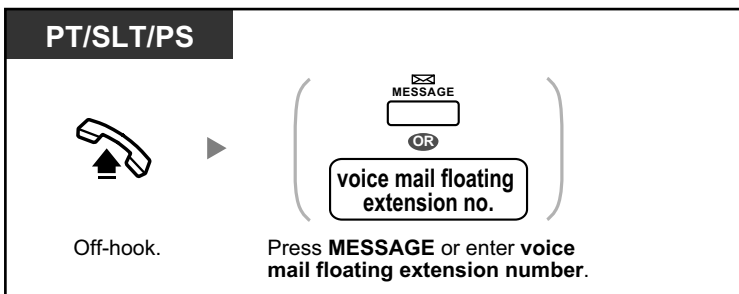 PT/SLT/PS
MESSAGE
OR
voice mail floating
extension no.
Off-hook.
Press MESSAGE or enter voice
mail floating extension number.